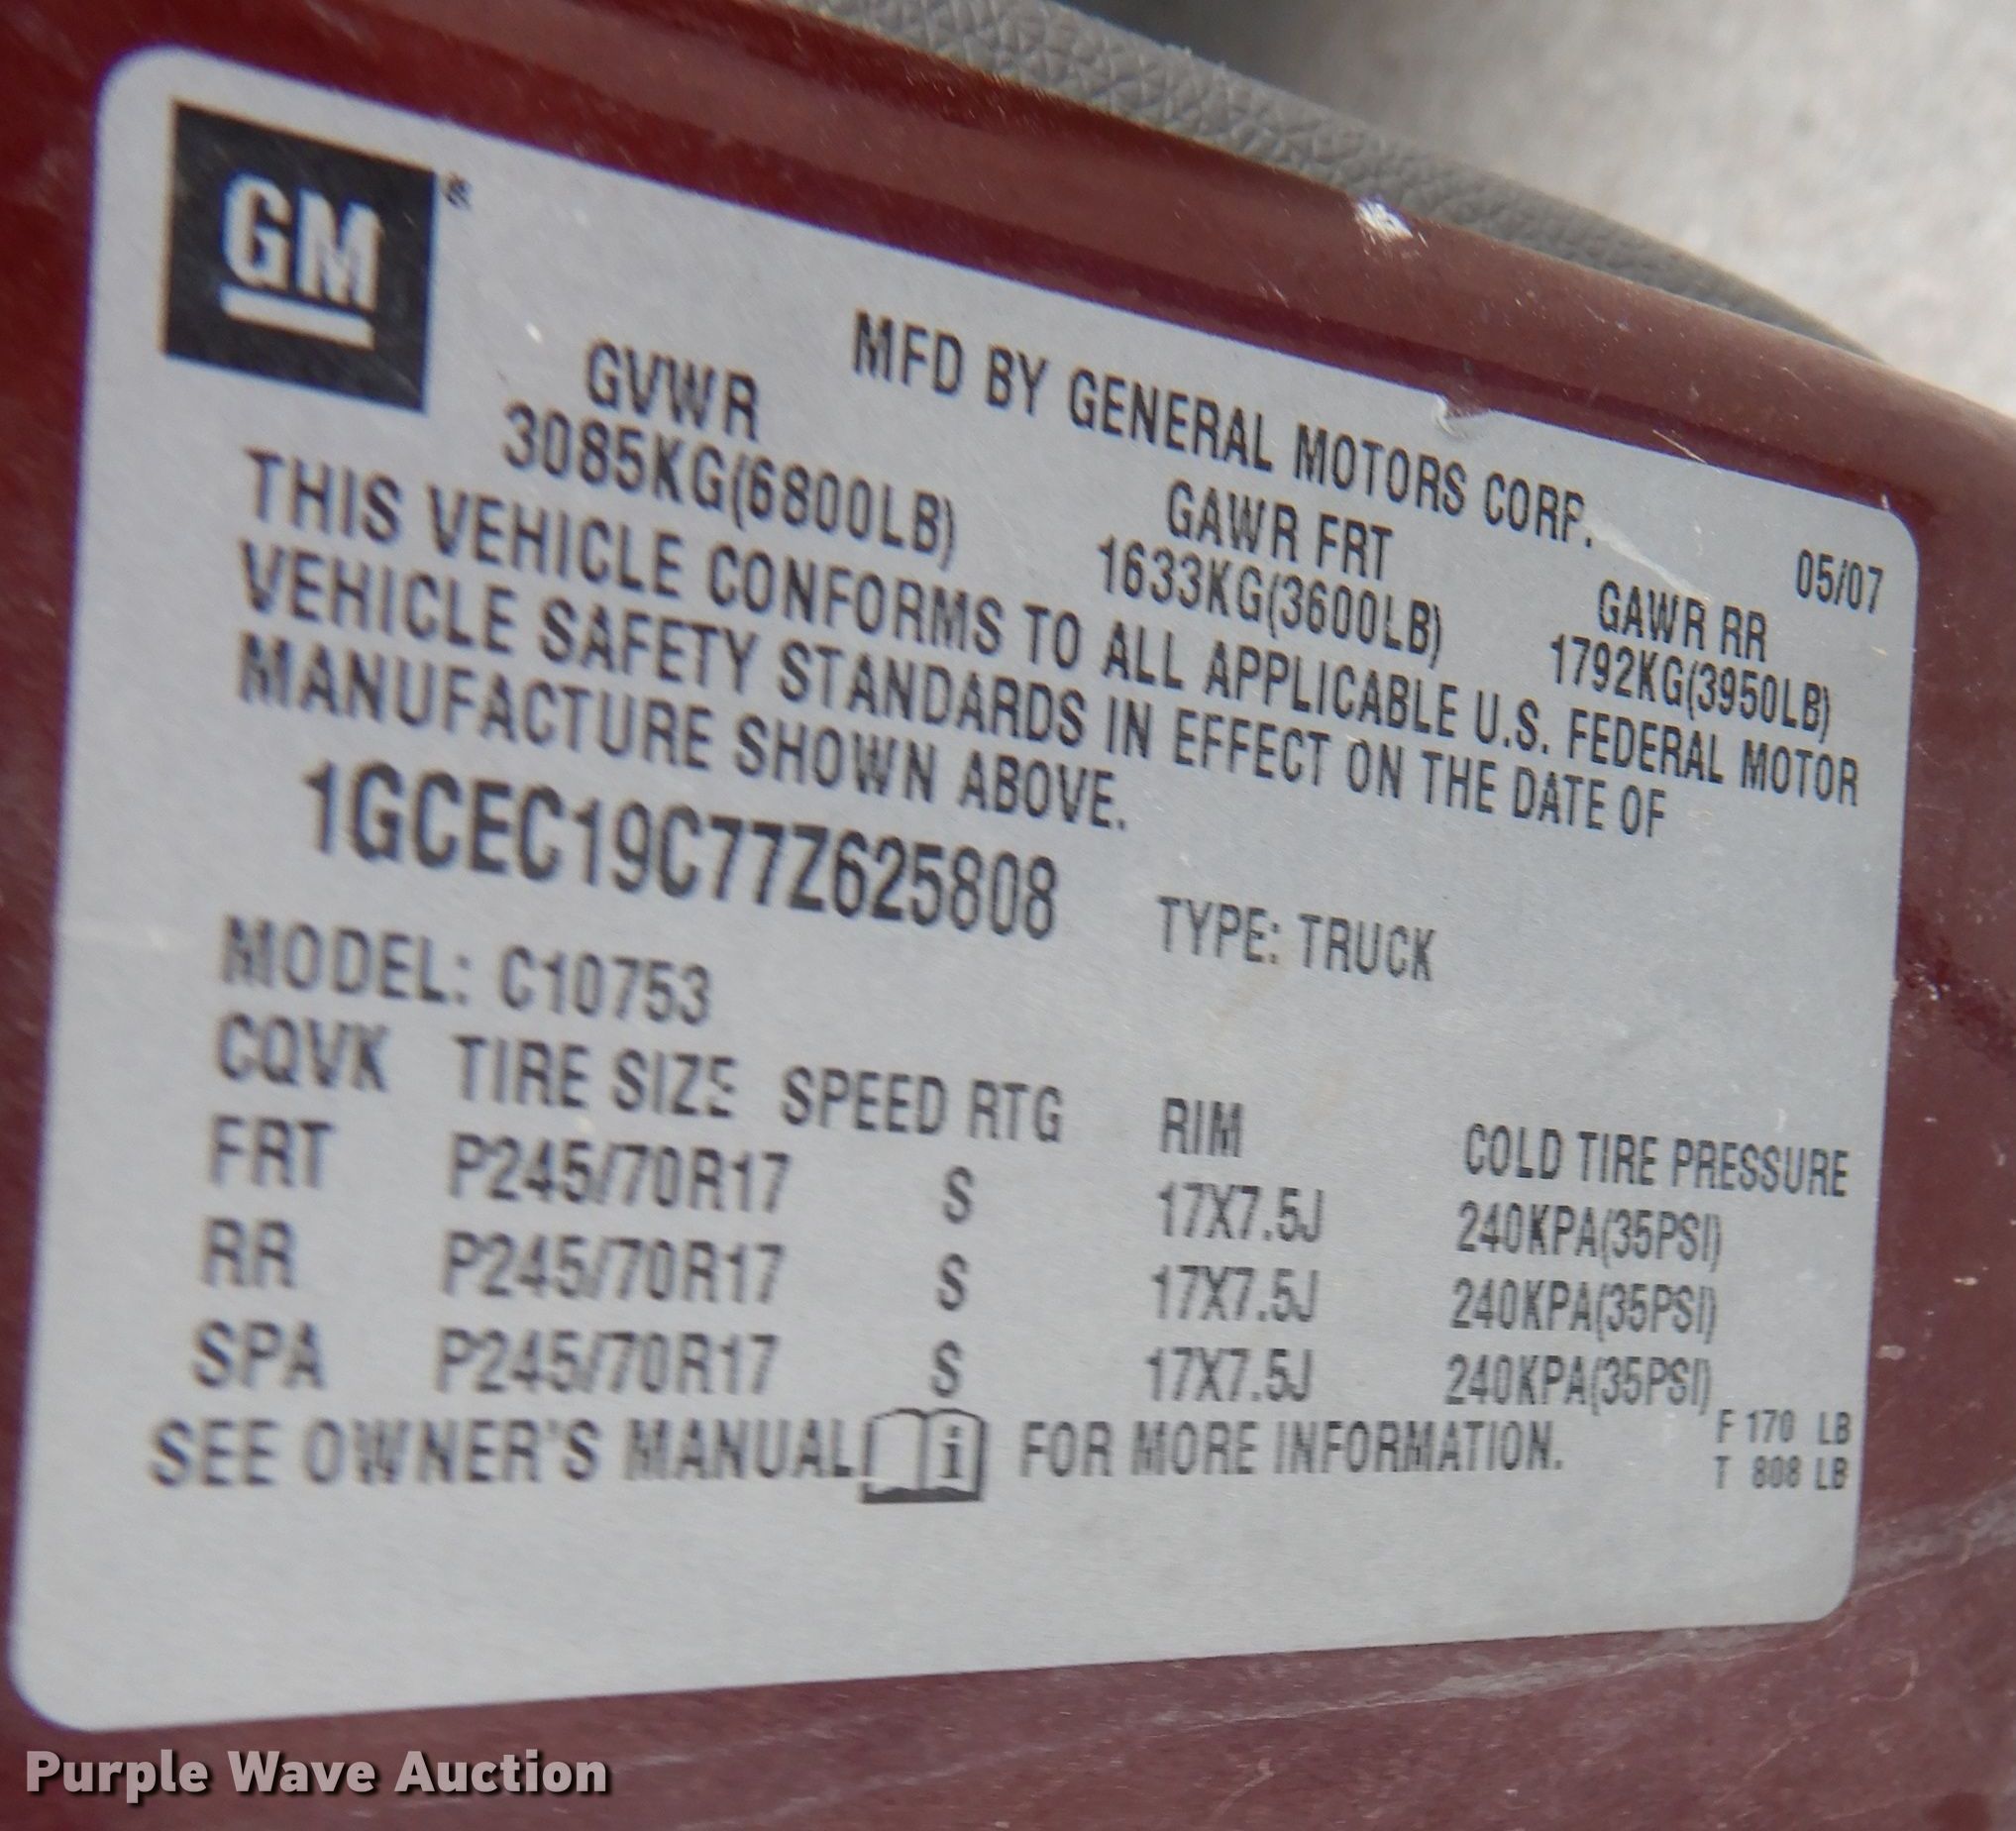 GM®
MFD BY GENERAL MOTORS CORP.
05/07
GVWR GAWR FRT GAWR RR
3085KG(6800LB) 1633KG(3600LB) 1792KG(3950LB)
THIS VEHICLE CONFORMS TO ALL APPLICABLE U.S. FEDERAL MOTOR
VEHICLE SAFETY STANDARDS IN EFFECT ON THE DATE OF
MANUFACTURE SHOWN ABOVE.
1GCEC19C77Z625808 TYPE: TRUCK
MODEL: C10753
CQVK TIRE SIZE SPEED RTG RIM COLD TIRE PRESSURE
FRT P245/70R17 S 17X7.5J 240KPA(35PSI)
RR P245/70R17 S 17X7.5J 240KPA(35PSI)
SPA P245/70R17 S 17X7.5J 240KPA(35PSI)
SEE OWNER'S MANUAL i FOR MORE INFORMATION.
F 170 LB
T 808 LB
Purple Wave Auction